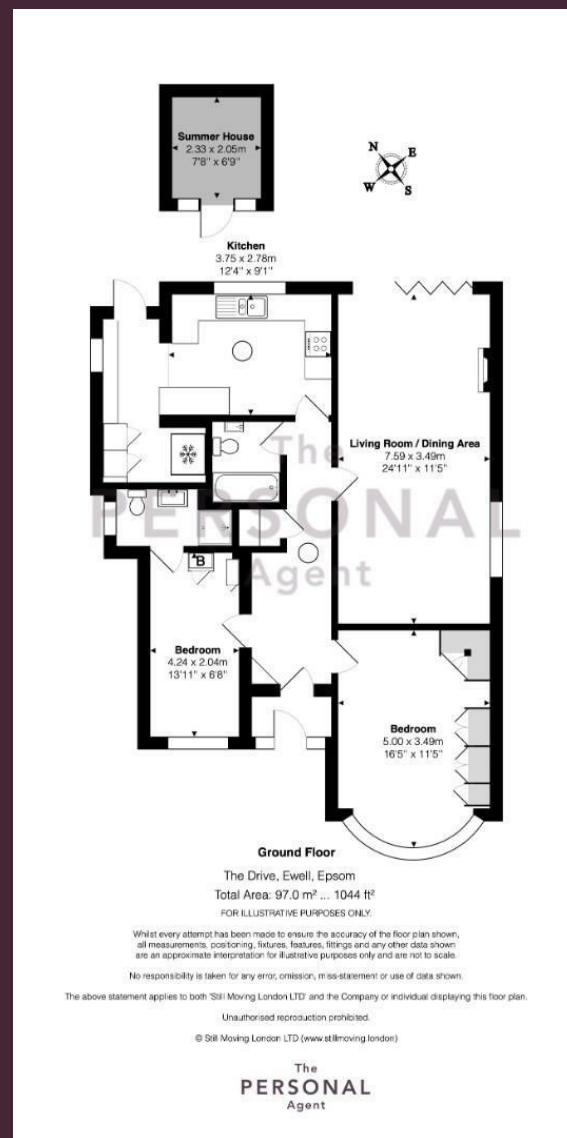 Summer House
2.33 x 2.05m
7'8" x 6'9"
N
E
W
S
Kitchen
3.75 x 2.78m
12'4" x 9'1"
Living Room / Dining Area
7.59 x 3.49m
24'11" x 11'5"
The
PERSONAL
Agent
B
Bedroom
4.24 x 2.04m
13'11" x 6'8"
Bedroom
5.00 x 3.49m
16'5" x 11'5"
Ground Floor
The Drive, Ewell, Epsom
Total Area: 97.0 m² ... 1044 ft²
FOR ILLUSTRATIVE PURPOSES ONLY.
Whilst every attempt has been made to ensure the accuracy of the floor plan shown,
all measurements, positioning, fixtures, features, fittings and any other data shown
are an approximate interpretation for illustrative purposes only and are not to scale.
No responsibility is taken for any error, omission, miss-statement or use of data shown.
The above statement applies to both 'Still Moving London LTD' and the Company or individual displaying this floor plan.
Unauthorised reproduction prohibited.
© Still Moving London LTD (www.stillmoving.london)
The
PERSONAL
Agent